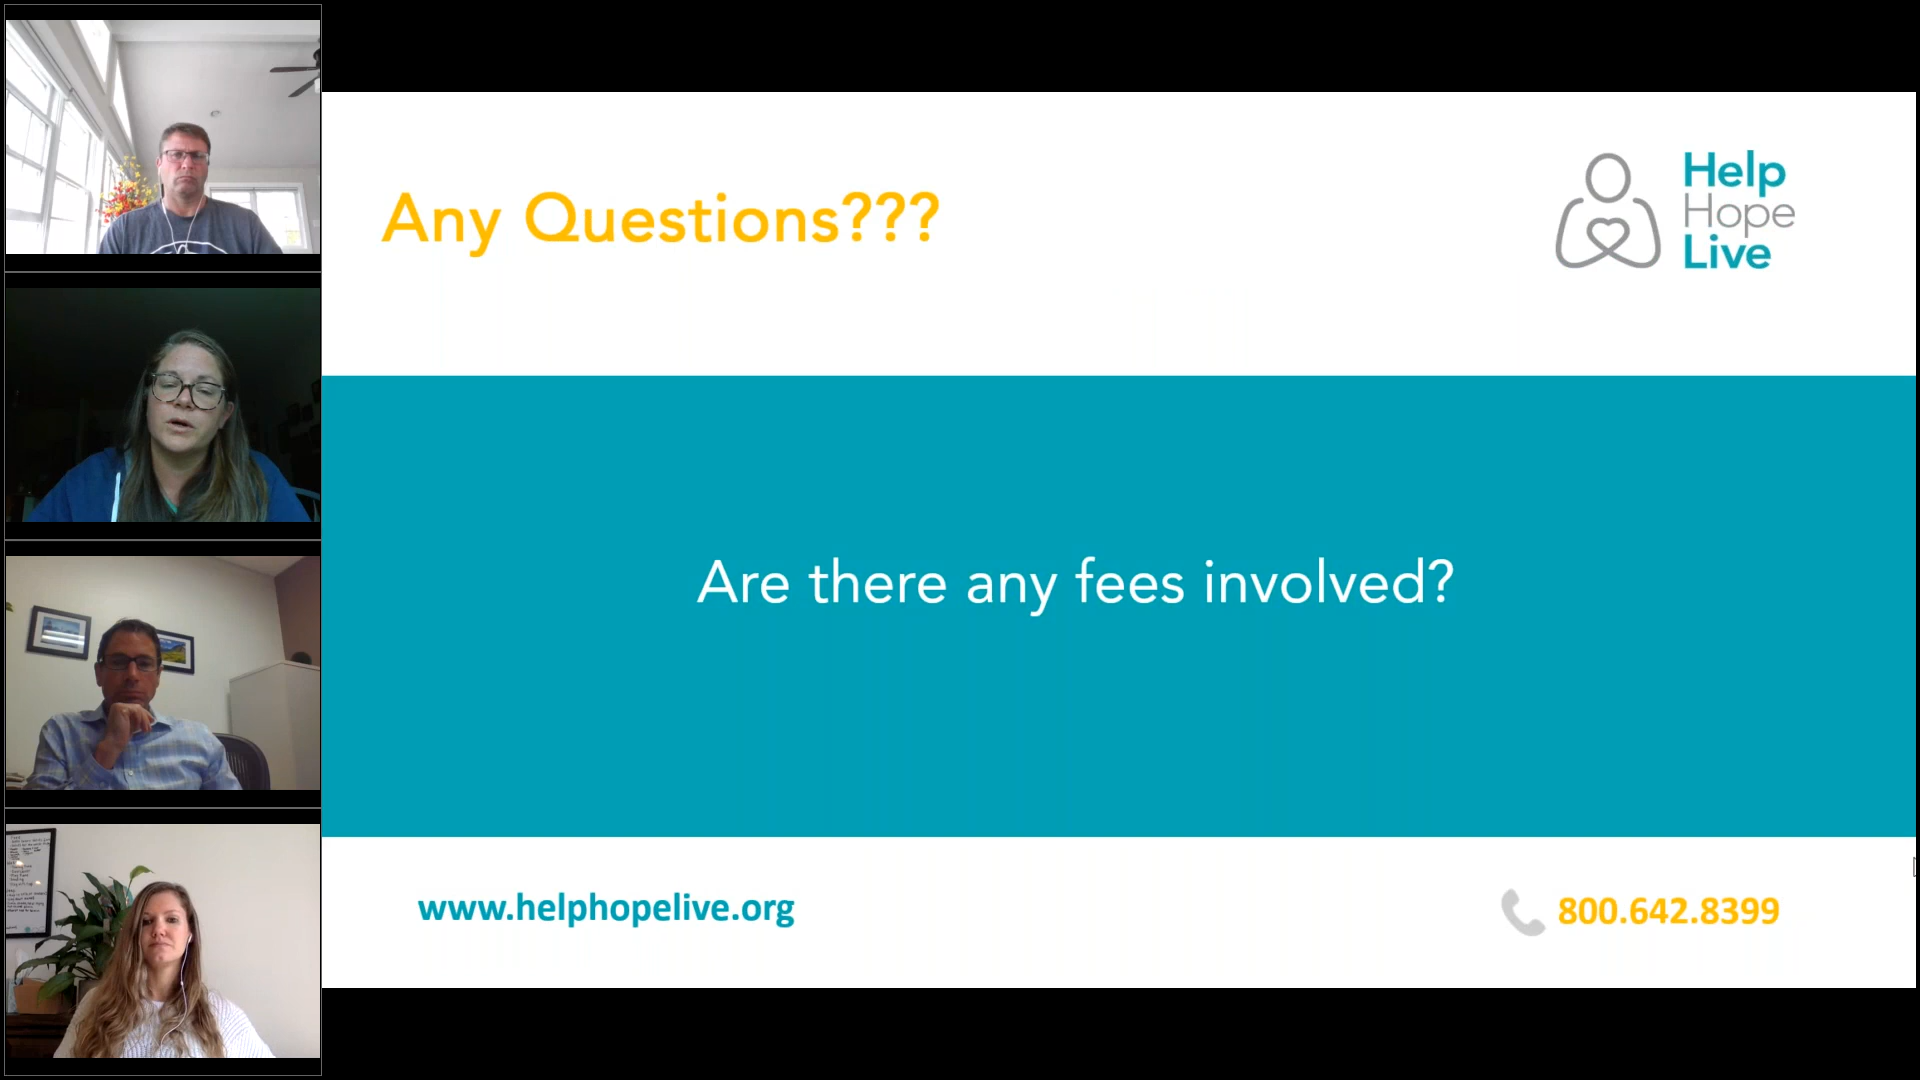 Any Questions???
Help
Hope
Live
Are there any fees involved?
www.helphopelive.org
800.642.8399